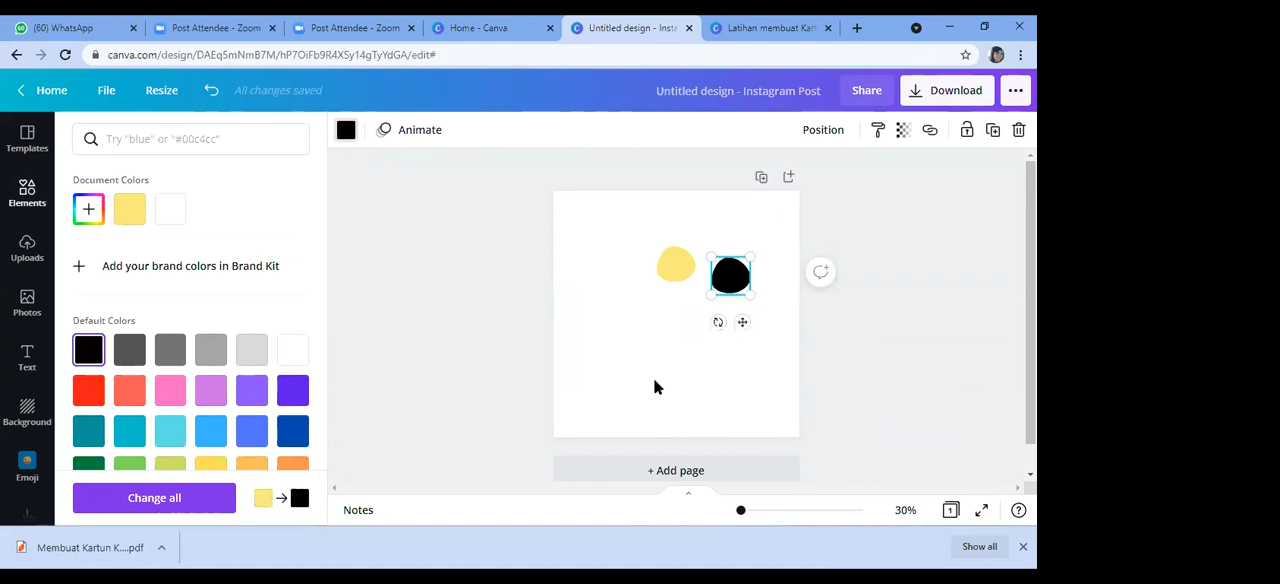 (60) WhatsApp
Post Attendee - Zoom
Post Attendee - Zoom
Home - Canva
Untitled design - Insta
Latihan membuat Kar
canva.com/design/DAEq5mNmB7M/hP7OiFb9R4XSy14gTyYdGA/edit#
Home
File
Resize
All changes saved
Untitled design - Instagram Post
Share
Download
Templates
Elements
Uploads
Photos
Text
Background
Emoji
Try "blue" or "#00c4cc"
Document Colors
Add your brand colors in Brand Kit
Default Colors
Change all
Animate
Position
+ Add page
Notes
30%
1
Membuat Kartun K....pdf
Show all